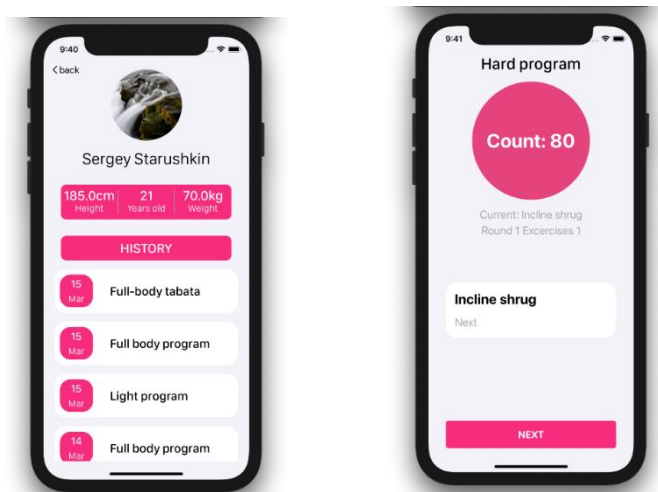 9:40
back
Sergey Starushkin
185.0cm 21 70.0kg
Height Years old Weight
HISTORY
15
Mar
Full-body tabata
15
Mar
Full body program
15
Mar
Light program
14
Mar
Full body program
9:41
Hard program
Count: 80
Current: Incline shrug
Round 1 Excercises 1
Incline shrug
Next
NEXT